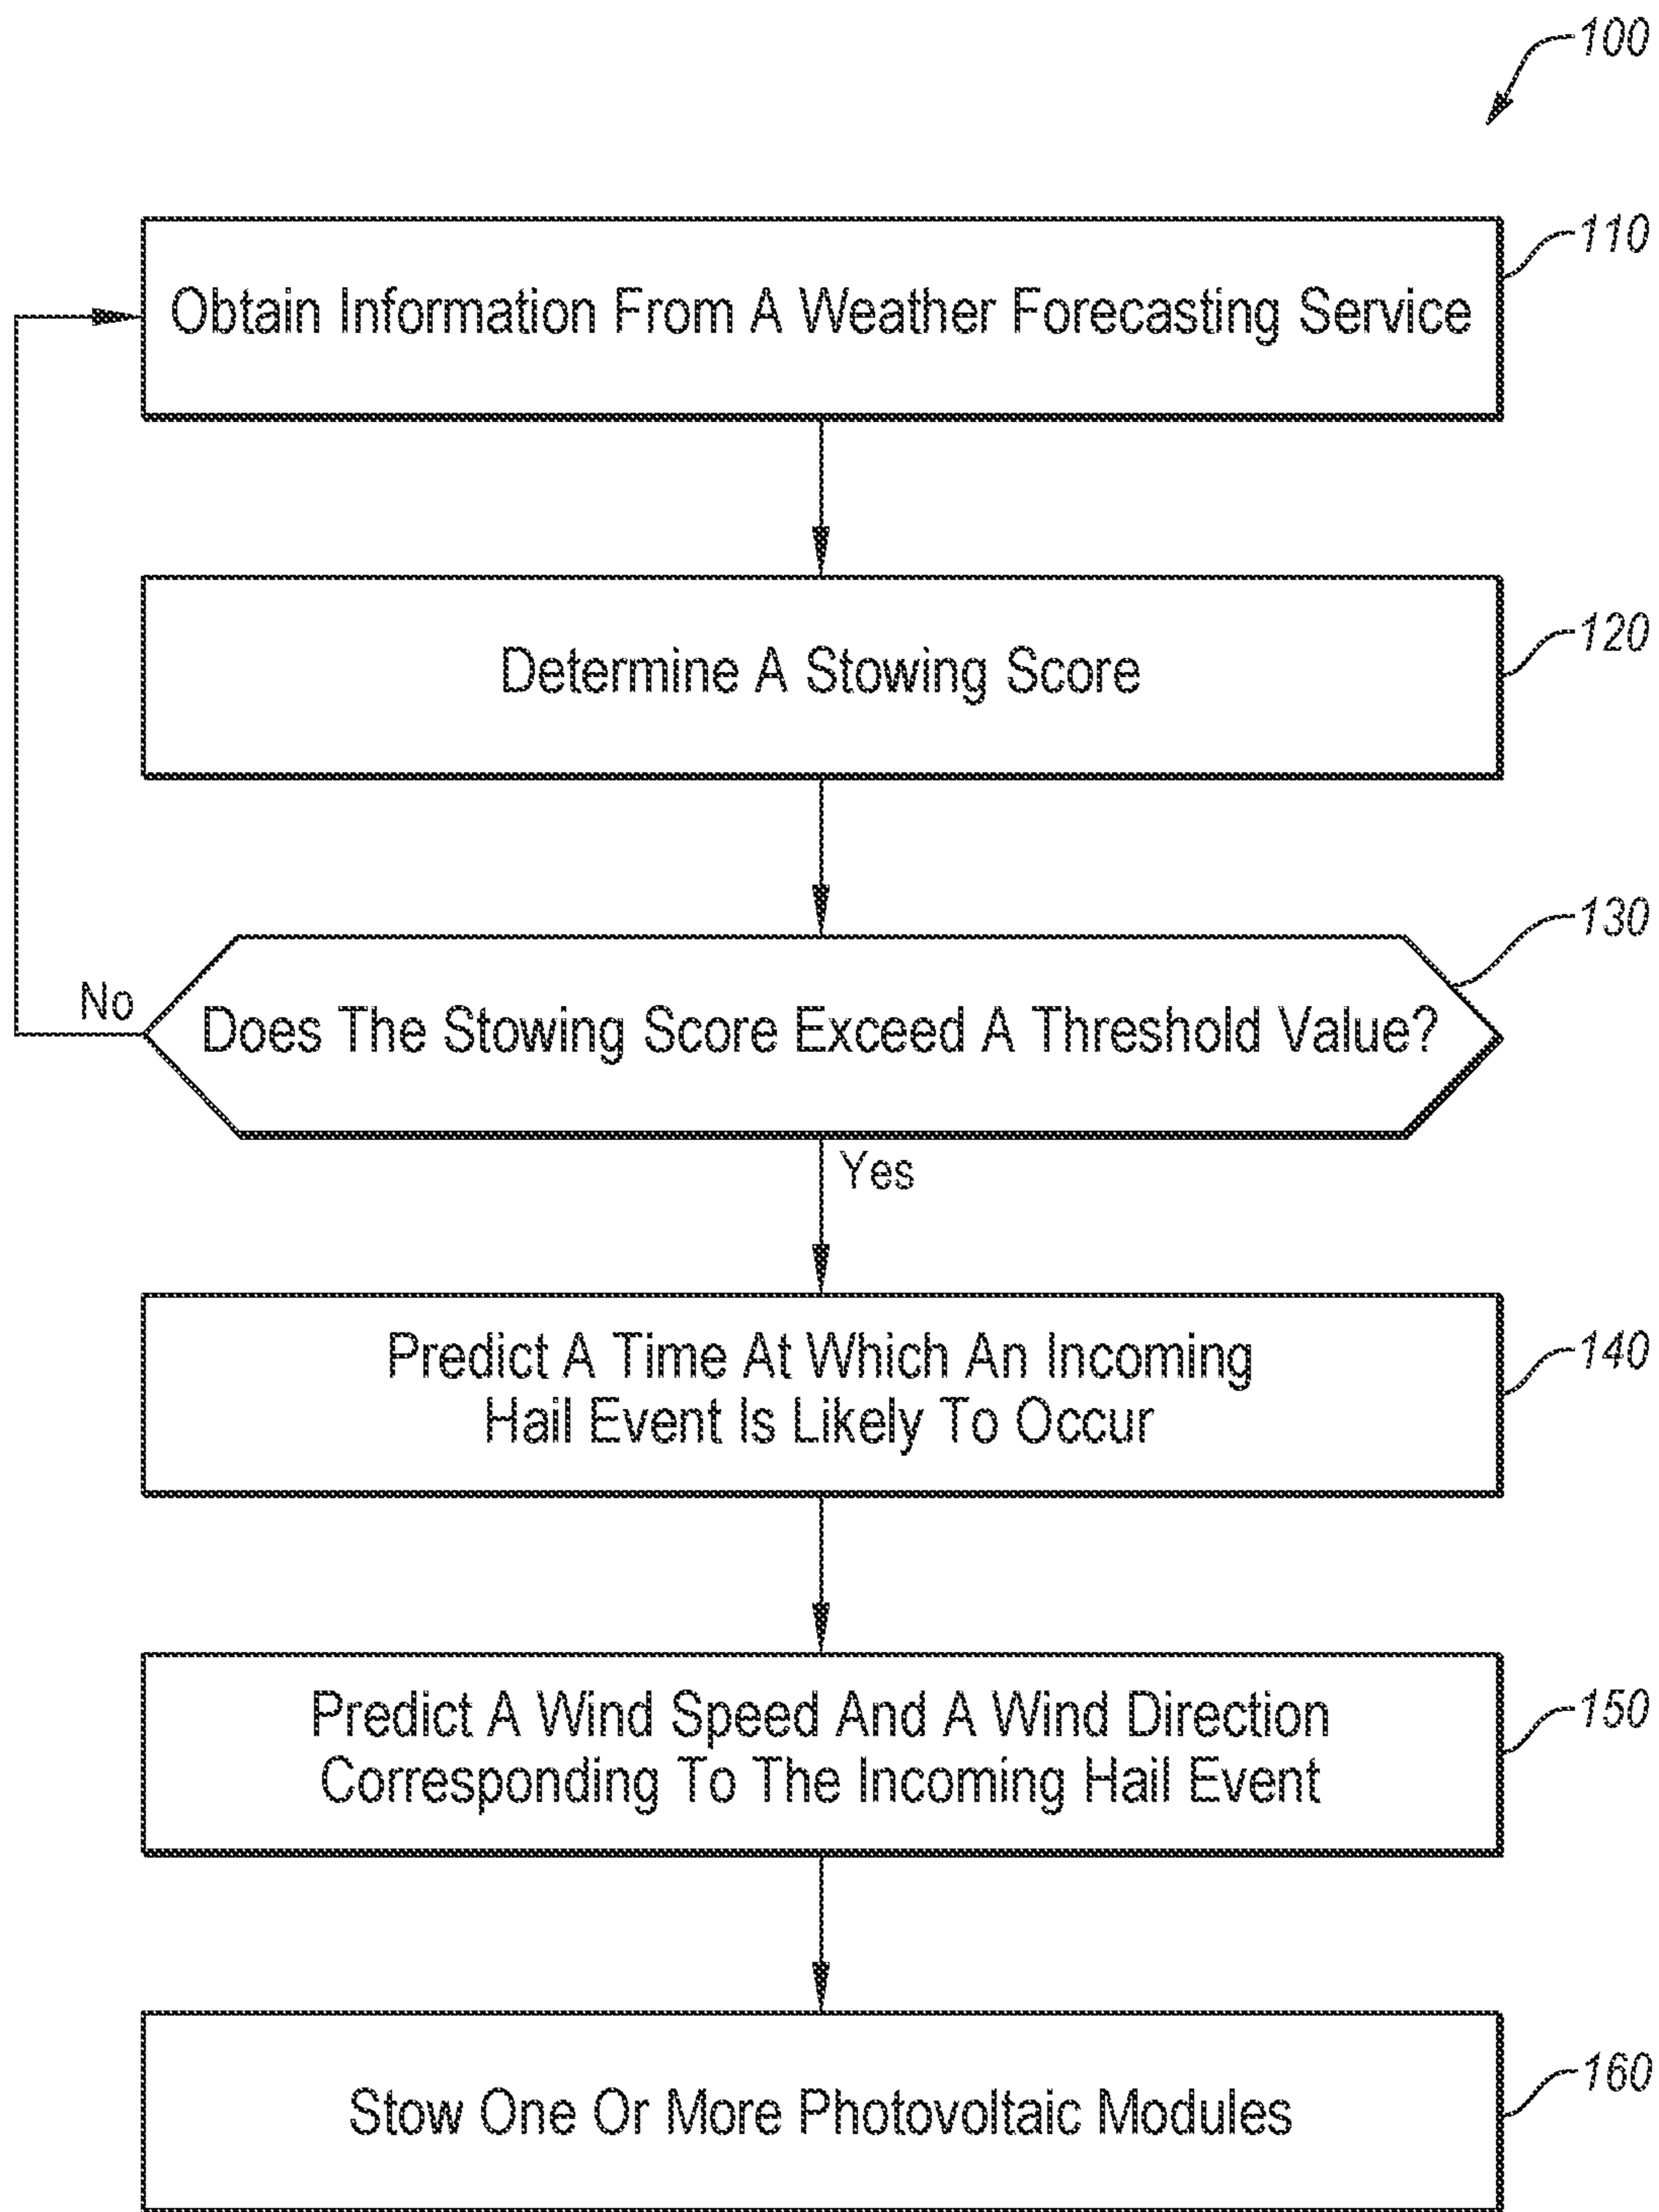 100
110
Obtain Information From A Weather Forecasting Service
120
Determine A Stowing Score
130
No
Does The Stowing Score Exceed A Threshold Value?
Yes
Predict A Time At Which An Incoming
140
Hail Event Is Likely To Occur
Predict A Wind Speed And A Wind Direction
150
Corresponding To The Incoming Hail Event
160
Stow One Or More Photovoltaic Modules